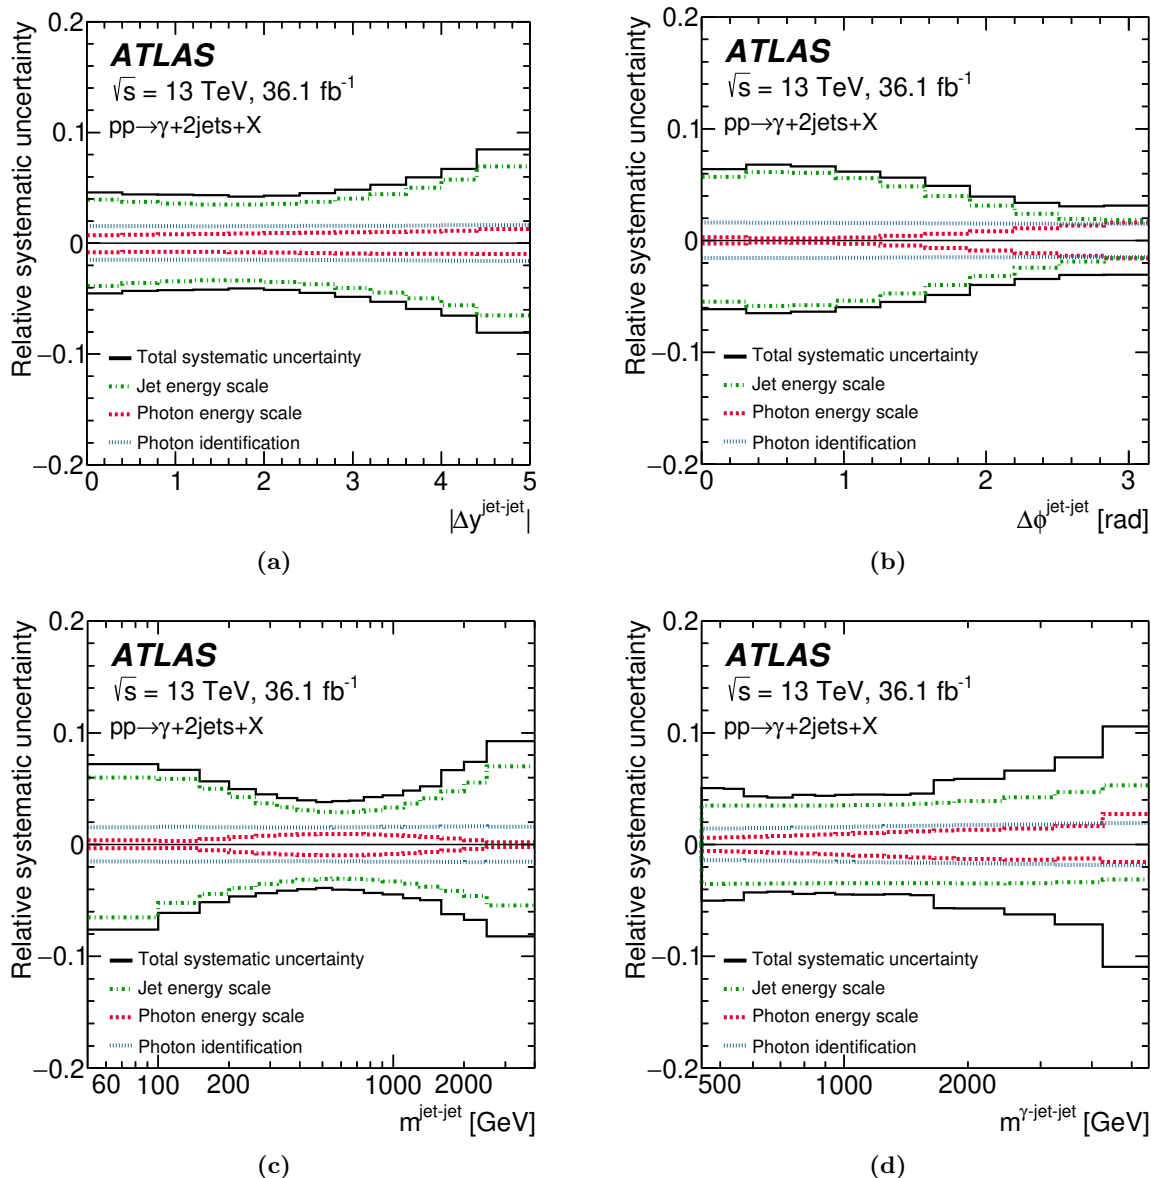 Relative systematic uncertainty
0.2
0.1
0
−0.1
−0.2
ATLAS
√s = 13 TeV, 36.1 fb⁻¹
pp→γ+2jets+X
Total systematic uncertainty
Jet energy scale
Photon energy scale
Photon identification
0 1 2 3 4 5
|Δy^jet-jet|
(a)
Relative systematic uncertainty
0.2
0.1
0
−0.1
−0.2
ATLAS
√s = 13 TeV, 36.1 fb⁻¹
pp→γ+2jets+X
Total systematic uncertainty
Jet energy scale
Photon energy scale
Photon identification
0 1 2 3
Δϕ^jet-jet [rad]
(b)
Relative systematic uncertainty
0.2
0.1
0
−0.1
−0.2
ATLAS
√s = 13 TeV, 36.1 fb⁻¹
pp→γ+2jets+X
Total systematic uncertainty
Jet energy scale
Photon energy scale
Photon identification
60 100 200 1000 2000
m^jet-jet [GeV]
(c)
Relative systematic uncertainty
0.2
0.1
0
−0.1
−0.2
ATLAS
√s = 13 TeV, 36.1 fb⁻¹
pp→γ+2jets+X
Total systematic uncertainty
Jet energy scale
Photon energy scale
Photon identification
500 1000 2000
m^γ-jet-jet [GeV]
(d)